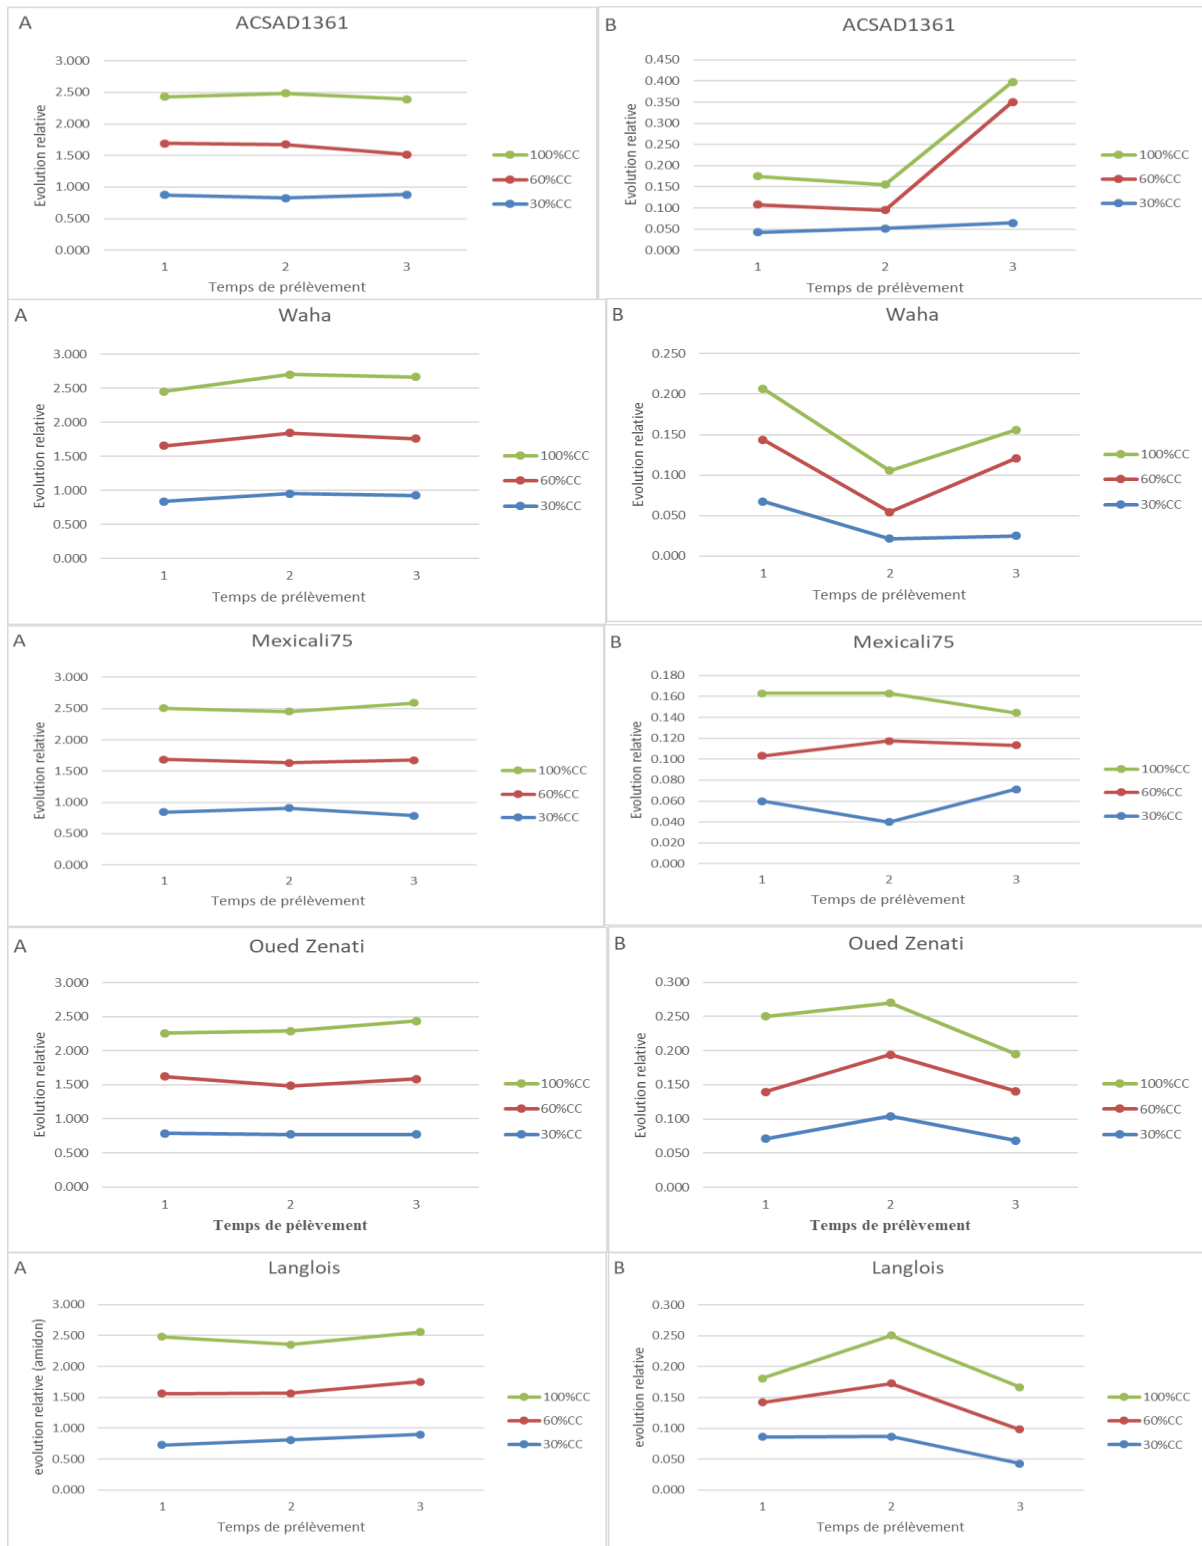 A
ACSAD1361
Evolution relative
3.000
2.500
2.000
1.500
1.000
0.500
0.000
1 2 3
Temps de prélèvement
100%CC
60%CC
30%CC
B
ACSAD1361
Evolution relative
0.450
0.400
0.350
0.300
0.250
0.200
0.150
0.100
0.050
0.000
1 2 3
Temps de prélèvement
100%CC
60%CC
30%CC
A
Waha
Evolution relative
3.000
2.500
2.000
1.500
1.000
0.500
0.000
1 2 3
Temps de prélèvement
100%CC
60%CC
30%CC
B
Waha
Evolution relative
0.250
0.200
0.150
0.100
0.050
0.000
1 2 3
Temps de prélèvement
100%CC
60%CC
30%CC
A
Mexicali75
Evolution relative
3.000
2.500
2.000
1.500
1.000
0.500
0.000
1 2 3
Temps de prélèvement
100%CC
60%CC
30%CC
B
Mexicali75
Evolution relative
0.180
0.160
0.140
0.120
0.100
0.080
0.060
0.040
0.020
0.000
1 2 3
Temps de prélèvement
100%CC
60%CC
30%CC
A
Oued Zenati
Evolution relative
3.000
2.500
2.000
1.500
1.000
0.500
0.000
1 2 3
Temps de pélèvement
100%CC
60%CC
30%CC
B
Oued Zenati
Evolution relative
0.300
0.250
0.200
0.150
0.100
0.050
0.000
1 2 3
Temps de prélèvement
100%CC
60%CC
30%CC
A
Langlois
evolution relative (amidon)
3.000
2.500
2.000
1.500
1.000
0.500
0.000
1 2 3
Temps de prélèvement
100%CC
60%CC
30%CC
B
Langlois
evolution relative
0.300
0.250
0.200
0.150
0.100
0.050
0.000
1 2 3
Temps de prélèvement
100%CC
60%CC
30%CC